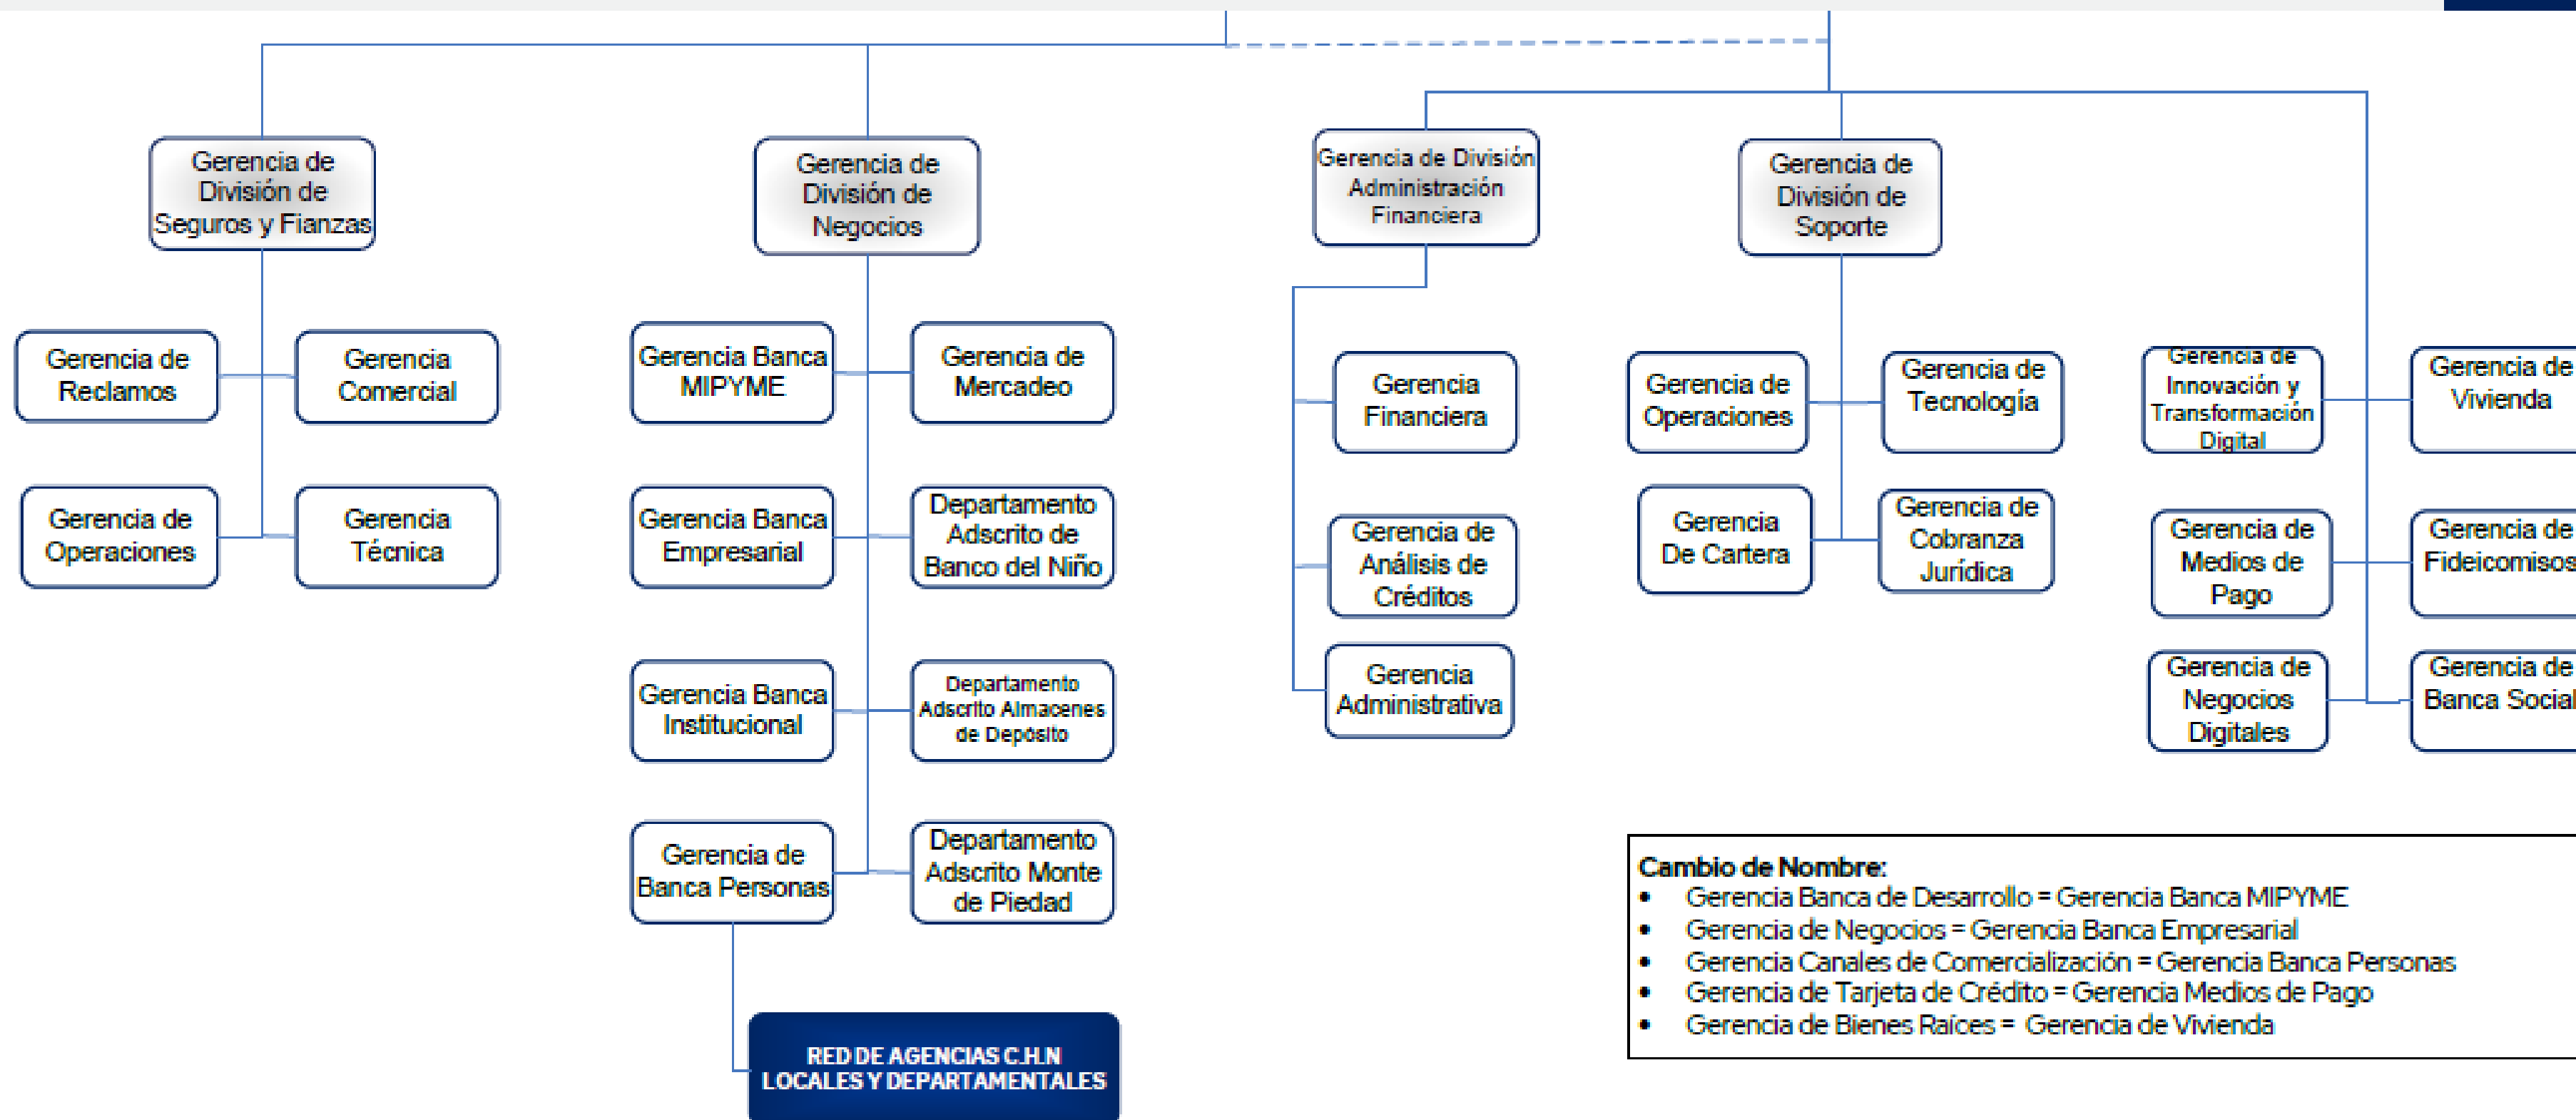 Gerencia de
División de
Seguros y Fianzas
Gerencia de
División de
Negocios
Gerencia de División
Administración
Financiera
Gerencia de
División de
Soporte
Gerencia de
Reclamos
Gerencia
Comercial
Gerencia de
Operaciones
Gerencia
Técnica
Gerencia Banca
MIPYME
Gerencia de
Mercadeo
Gerencia Banca
Empresarial
Departamento
Adscrito de
Banco del Niño
Gerencia Banca
Institucional
Departamento
Adscrito Almacenes
de Depósito
Gerencia de
Banca Personas
Departamento
Adscrito Monte
de Piedad
RED DE AGENCIAS C.H.N
LOCALES Y DEPARTAMENTALES
Gerencia
Financiera
Gerencia de
Análisis de
Créditos
Gerencia
Administrativa
Gerencia de
Operaciones
Gerencia de
Tecnología
Gerencia
De Cartera
Gerencia de
Cobranza
Jurídica
Gerencia de
Innovación y
Transformación
Digital
Gerencia de
Vivienda
Gerencia de
Medios de
Pago
Gerencia de
Fideicomisos
Gerencia de
Negocios
Digitales
Gerencia de
Banca Social
Cambio de Nombre:
• Gerencia Banca de Desarrollo = Gerencia Banca MIPYME
• Gerencia de Negocios = Gerencia Banca Empresarial
• Gerencia Canales de Comercialización = Gerencia Banca Personas
• Gerencia de Tarjeta de Crédito = Gerencia Medios de Pago
• Gerencia de Bienes Raíces = Gerencia de Vivienda